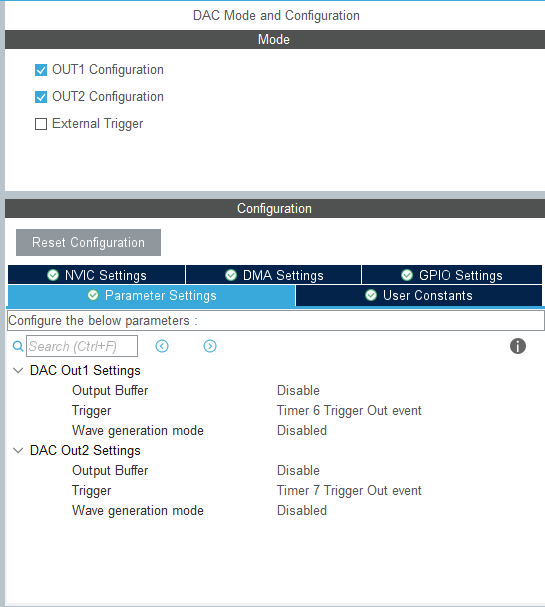 DAC Mode and Configuration
Mode
OUT1 Configuration
OUT2 Configuration
External Trigger
Configuration
Reset Configuration
NVIC Settings DMA Settings GPIO Settings
Parameter Settings User Constants
Configure the below parameters :
Search (Ctrl+F)
DAC Out1 Settings
Output Buffer Disable
Trigger Timer 6 Trigger Out event
Wave generation mode Disabled
DAC Out2 Settings
Output Buffer Disable
Trigger Timer 7 Trigger Out event
Wave generation mode Disabled